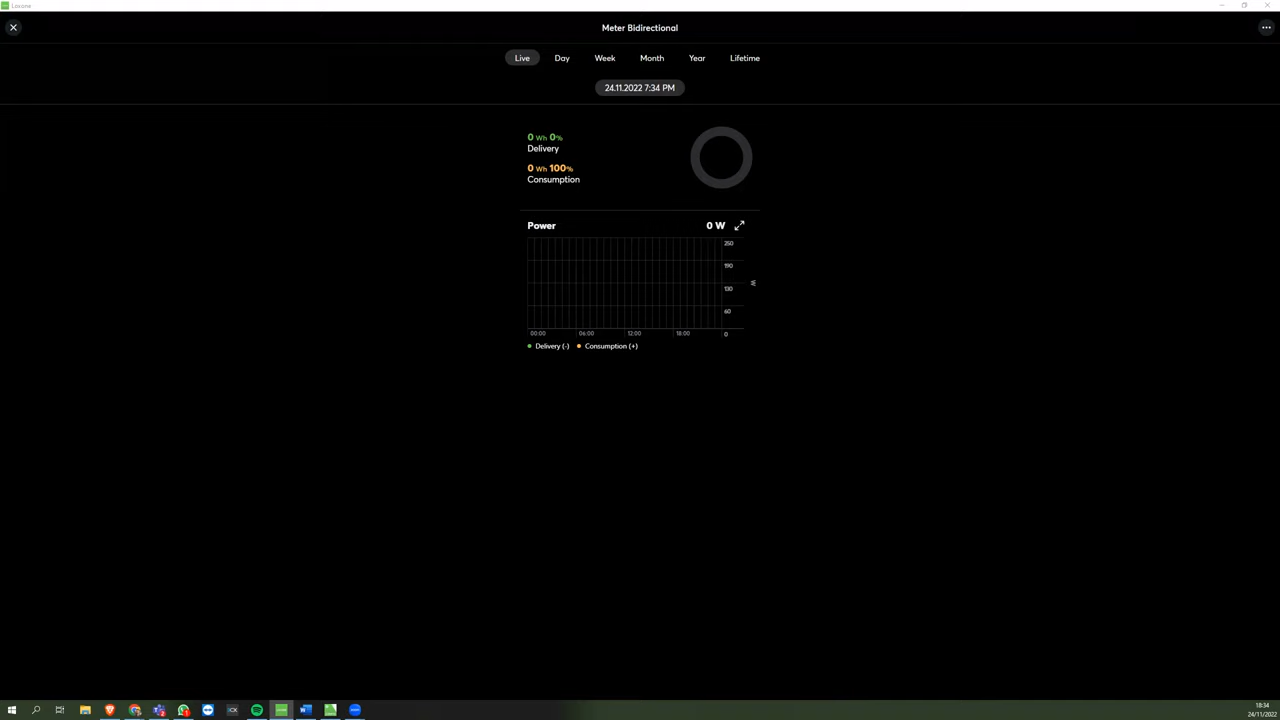 Loxone
Meter Bidirectional
Live Day Week Month Year Lifetime
24.11.2022 7:34 PM
0 Wh 0%
Delivery
0 Wh 100%
Consumption
Power 0 W
250
190
130
60
0
W
00:00 06:00 12:00 18:00
Delivery (-) Consumption (+)
18:34
24/11/2022